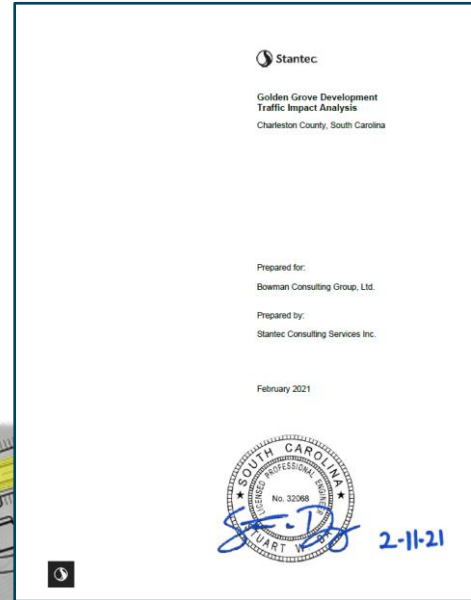 Stantec
Golden Grove Development
Traffic Impact Analysis
Charleston County, South Carolina
Prepared for:
Bowman Consulting Group, Ltd.
Prepared by:
Stantec Consulting Services Inc.
February 2021
SOUTH CAROLINA
LICENSED PROFESSIONAL ENGINEER
No. 32068
STUART W.
2-11-21